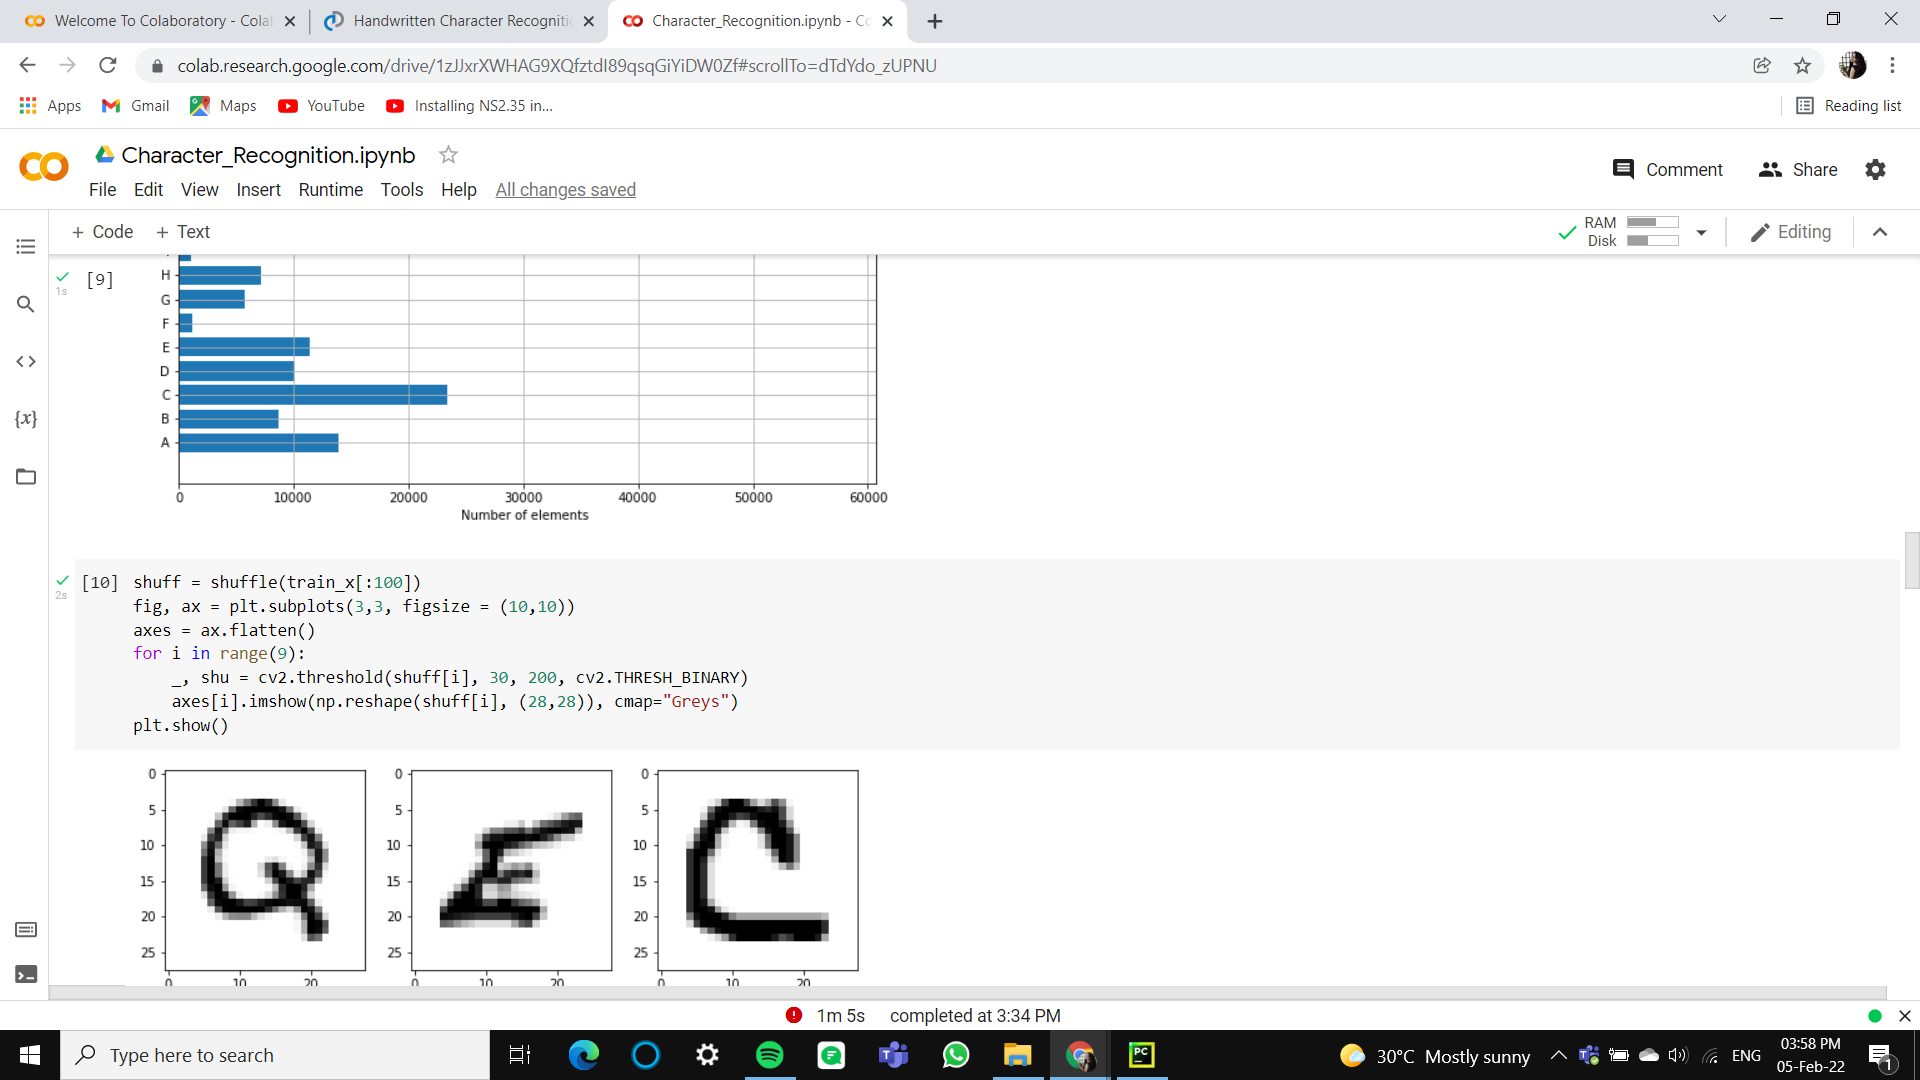 Welcome To Colaboratory - Cola
Handwritten Character Recogniti
Character_Recognition.ipynb - Co
colab.research.google.com/drive/1zJJxrXWHAG9XQfztdI89qsqGiYiDW0Zf#scrollTo=dTdYdo_zUPNU
Apps
Gmail
Maps
YouTube
Installing NS2.35 in...
Reading list
Character_Recognition.ipynb
Comment
Share
File Edit View Insert Runtime Tools Help All changes saved
+ Code + Text
RAM
Disk
Editing
[9]
1s
H
G
F
E
D
C
B
A
0 10000 20000 30000 40000 50000 60000
Number of elements
[10]
2s
shuff = shuffle(train_x[:100])
fig, ax = plt.subplots(3,3, figsize = (10,10))
axes = ax.flatten()
for i in range(9):
_, shu = cv2.threshold(shuff[i], 30, 200, cv2.THRESH_BINARY)
axes[i].imshow(np.reshape(shuff[i], (28,28)), cmap="Greys")
plt.show()
0 5 10 15 20 25
0 10 20
Q
0 5 10 15 20 25
0 10 20
E
0 5 10 15 20 25
0 10 20
C
1m 5s completed at 3:34 PM
Type here to search
PC
30°C Mostly sunny
ENG
03:58 PM
05-Feb-22
1